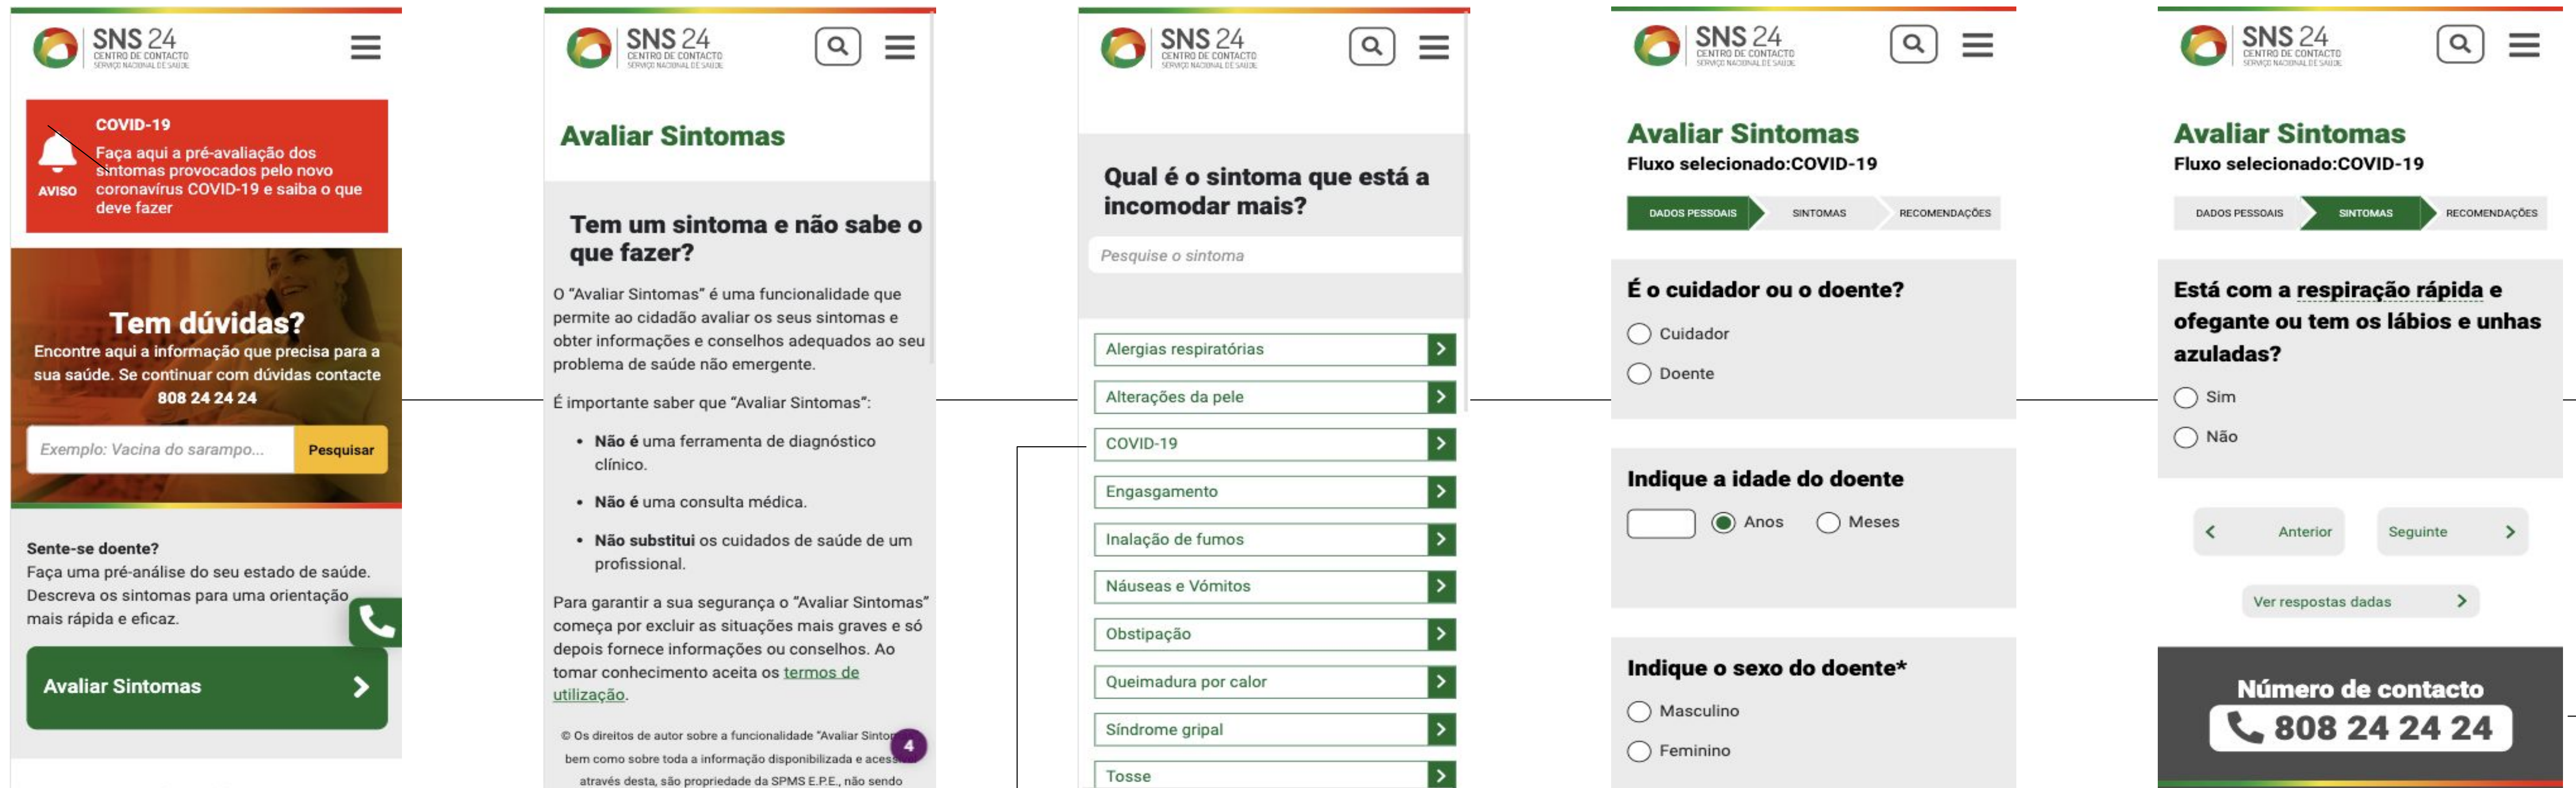 SNS 24
CENTRO DE CONTACTO
SERVIÇO NACIONAL DE SAÚDE
COVID-19
Faça aqui a pré-avaliação dos
sintomas provocados pelo novo
AVISO
coronavírus COVID-19 e saiba o que
deve fazer
Tem dúvidas?
Encontre aqui a informação que precisa para a
sua saúde. Se continuar com dúvidas contacte
808 24 24 24
Exemplo: Vacina do sarampo...
Pesquisar
Sente-se doente?
Faça uma pré-análise do seu estado de saúde.
Descreva os sintomas para uma orientação
mais rápida e eficaz.
Avaliar Sintomas
SNS 24
CENTRO DE CONTACTO
SERVIÇO NACIONAL DE SAÚDE
Avaliar Sintomas
Tem um sintoma e não sabe o
que fazer?
O “Avaliar Sintomas” é uma funcionalidade que
permite ao cidadão avaliar os seus sintomas e
obter informações e conselhos adequados ao seu
problema de saúde não emergente.
É importante saber que “Avaliar Sintomas”:
• Não é uma ferramenta de diagnóstico
clínico.
• Não é uma consulta médica.
• Não substitui os cuidados de saúde de um
profissional.
Para garantir a sua segurança o “Avaliar Sintomas”
começa por excluir as situações mais graves e só
depois fornece informações ou conselhos. Ao
tomar conhecimento aceita os termos de
utilização.
© Os direitos de autor sobre a funcionalidade “Avaliar
4
bem como sobre toda a informação disponibilizada e
através desta, são propriedade da SPMS E.P.E., não sendo
SNS 24
CENTRO DE CONTACTO
SERVIÇO NACIONAL DE SAÚDE
Qual é o sintoma que está a
incomodar mais?
Pesquise o sintoma
Alergias respiratórias
Alterações da pele
COVID-19
Engasgamento
Inalação de fumos
Náuseas e Vómitos
Obstipação
Queimadura por calor
Síndrome gripal
Tosse
SNS 24
CENTRO DE CONTACTO
SERVIÇO NACIONAL DE SAÚDE
Avaliar Sintomas
Fluxo selecionado:COVID-19
DADOS PESSOAIS
SINTOMAS
RECOMENDAÇÕES
É o cuidador ou o doente?
Cuidador
Doente
Indique a idade do doente
Anos
Meses
Indique o sexo do doente*
Masculino
Feminino
SNS 24
CENTRO DE CONTACTO
SERVIÇO NACIONAL DE SAÚDE
Avaliar Sintomas
Fluxo selecionado:COVID-19
DADOS PESSOAIS
SINTOMAS
RECOMENDAÇÕES
Está com a respiração rápida e
ofegante ou tem os lábios e unhas
azuladas?
Sim
Não
Anterior
Seguinte
Ver respostas dadas
Número de contacto
808 24 24 24